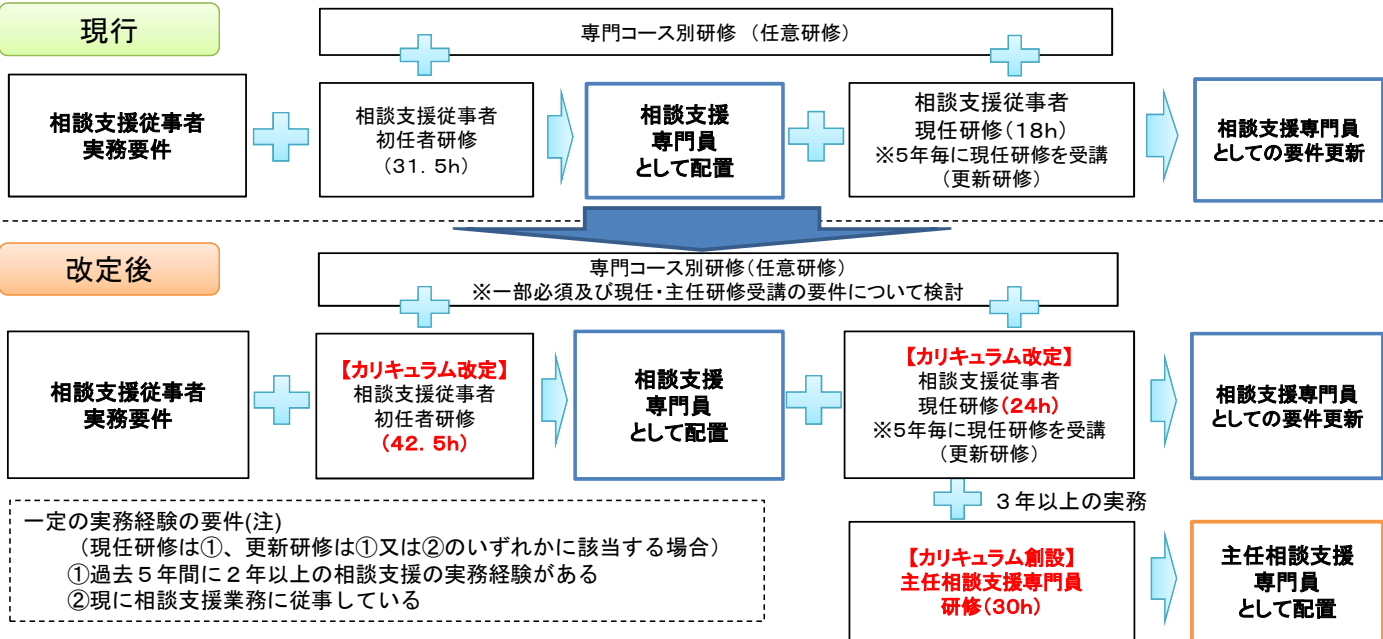 現行
専門コース別研修 (任意研修)
相談支援従事者
実務要件
相談支援従事者
初任者研修
(31．5h)
相談支援
専門員
として配置
相談支援従事者
現任研修(18h)
※5年毎に現任研修を受講
(更新研修)
相談支援専門員
としての要件更新
改定後
専門コース別研修(任意研修)
※一部必須及び現任・主任研修受講の要件について検討
相談支援従事者
実務要件
【カリキュラム改定】
相談支援従事者
初任者研修
(42．5h)
相談支援
専門員
として配置
【カリキュラム改定】
相談支援従事者
現任研修(24h)
※5年毎に現任研修を受講
(更新研修)
相談支援専門員
としての要件更新
３年以上の実務
一定の実務経験の要件(注)
(現任研修は①、更新研修は①又は②のいずれかに該当する場合)
①過去５年間に２年以上の相談支援の実務経験がある
②現に相談支援業務に従事している
【カリキュラム創設】
主任相談支援専門員
研修(30h)
主任相談支援
専門員
として配置